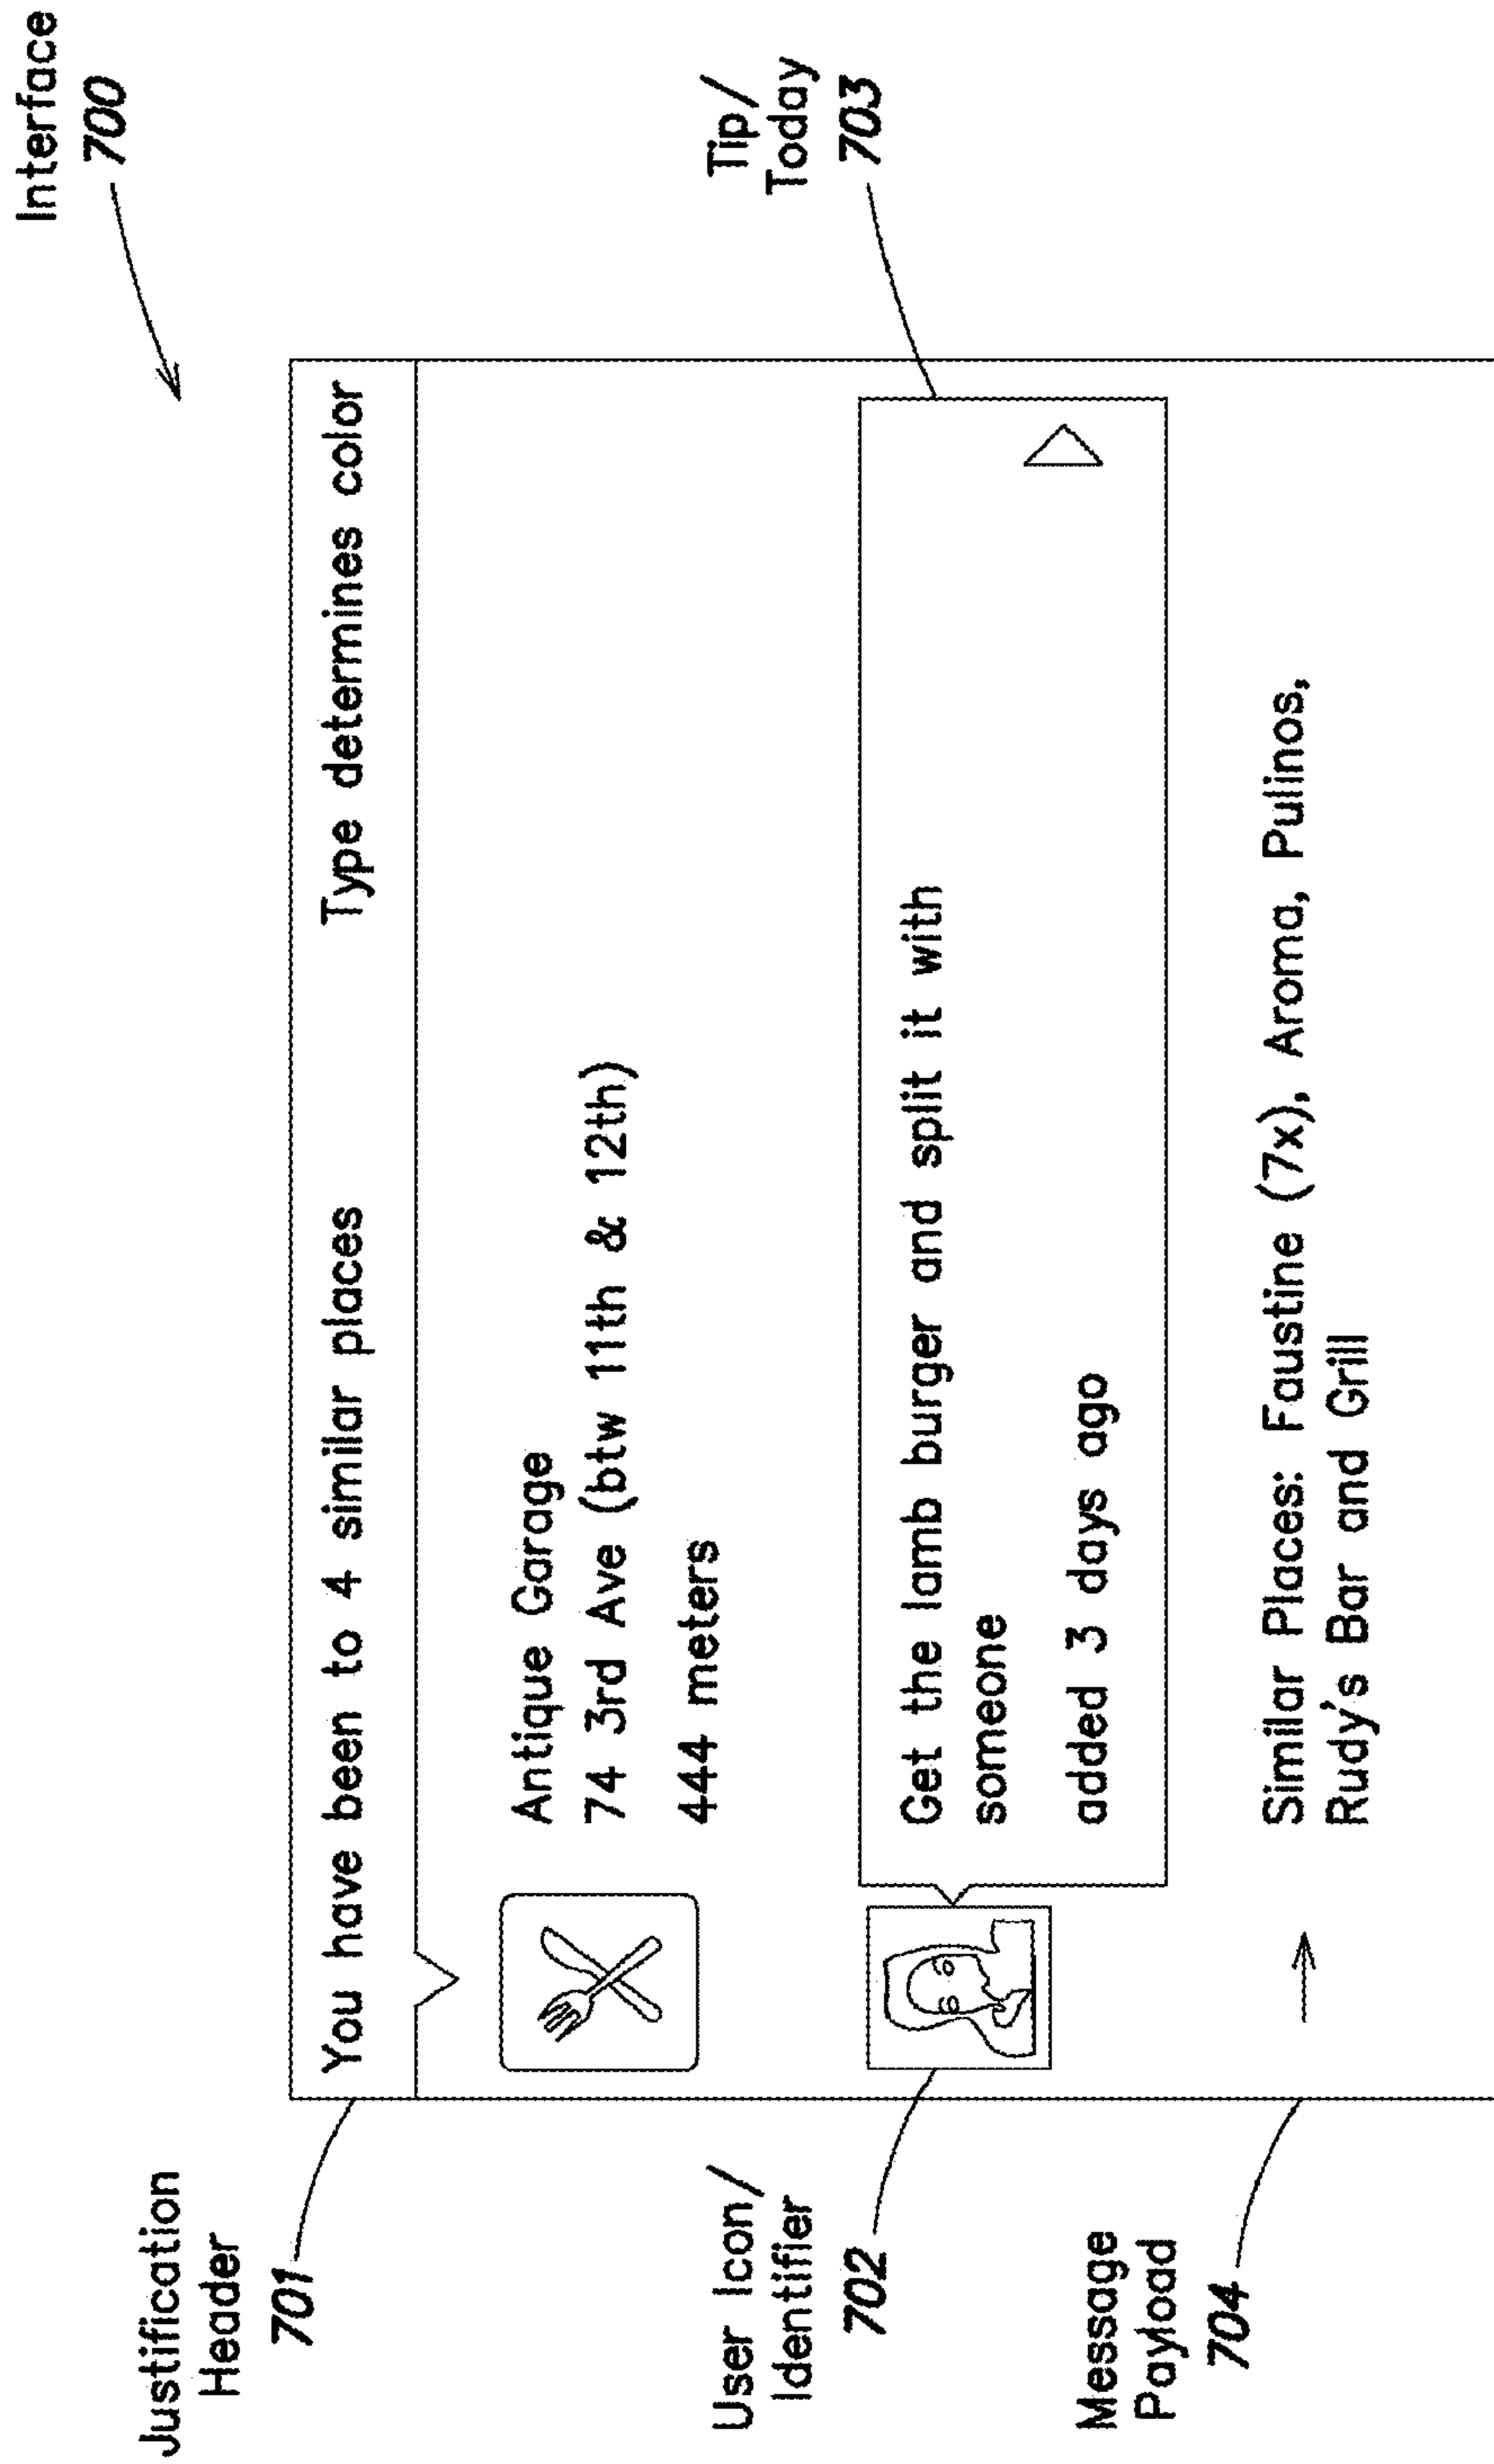 Interface
700
Justification
Header
701
You have been to 4 similar places Type determines color
Antique Garage
74 3rd Ave (btw 11th & 12th)
444 meters
User Icon/
Identifier
702
Get the lamb burger and split it with
someone
added 3 days ago
Tip/
Today
703
Message
Payload
704
Similar Places: Faustine (7x), Aroma, Pulinos,
Rudy's Bar and Grill